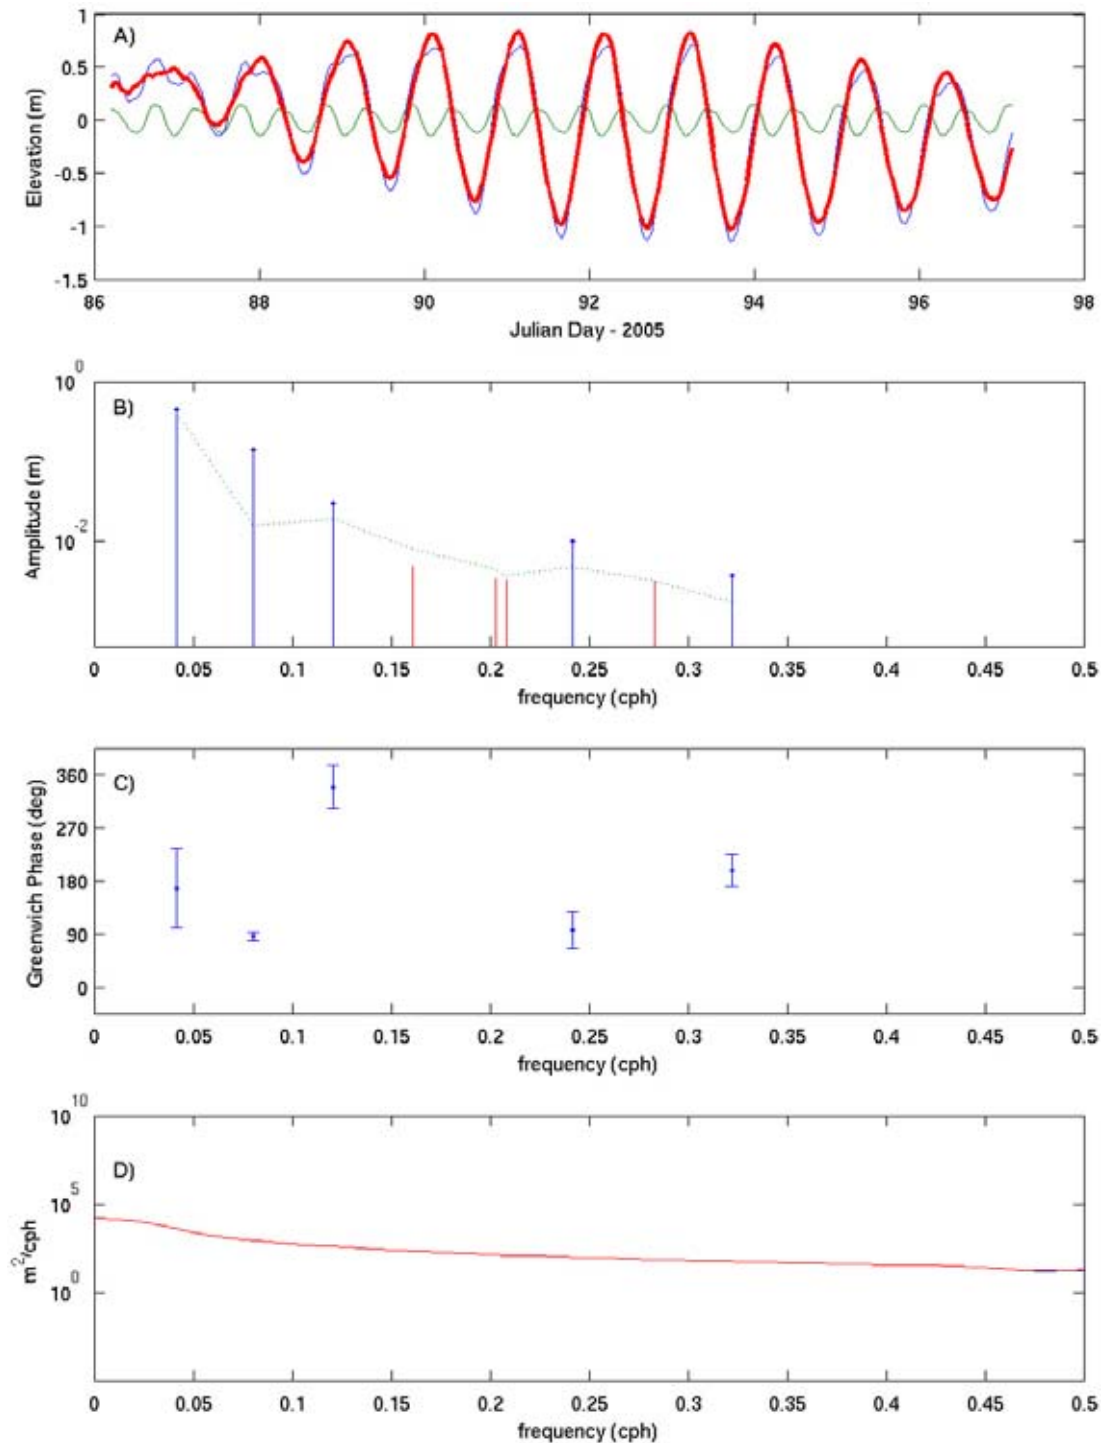 A)
1
0.5
0
-0.5
-1
-1.5
Elevation (m)
86 88 90 92 94 96 98
Julian Day - 2005
B)
10^0
10^-2
Amplitude (m)
0 0.05 0.1 0.15 0.2 0.25 0.3 0.35 0.4 0.45 0.5
frequency (cph)
C)
360
270
180
90
0
Greenwich Phase (deg)
0 0.05 0.1 0.15 0.2 0.25 0.3 0.35 0.4 0.45 0.5
frequency (cph)
D)
10^10
10^5
10^0
m^2/cph
0 0.05 0.1 0.15 0.2 0.25 0.3 0.35 0.4 0.45 0.5
frequency (cph)